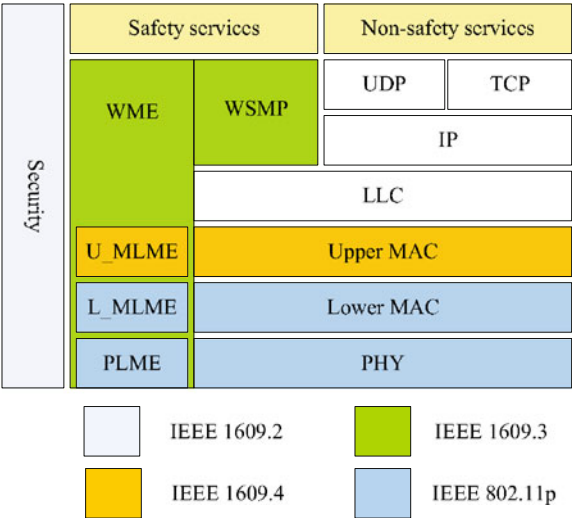 Safety services
Non-safety services
Security
WME
WSMP
UDP
TCP
IP
LLC
U_MLME
Upper MAC
L_MLME
Lower MAC
PLME
PHY
IEEE 1609.2
IEEE 1609.3
IEEE 1609.4
IEEE 802.11p